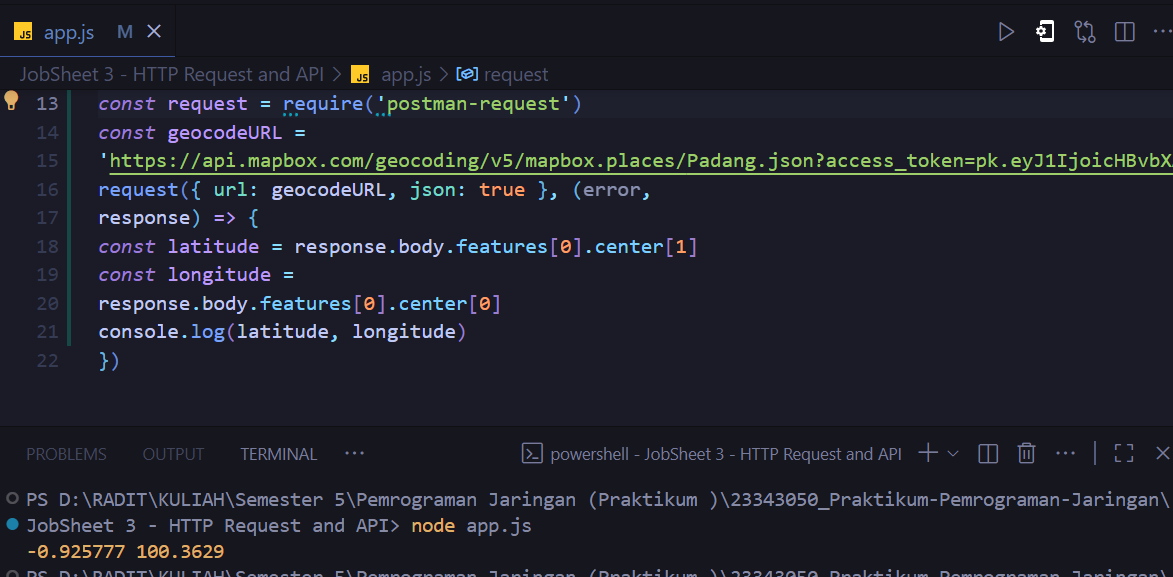 JS app.js M
JobSheet 3 - HTTP Request and API > JS app.js > request
13 const request = require('postman-request')
14 const geocodeURL =
15 'https://api.mapbox.com/geocoding/v5/mapbox.places/Padang.json?access_token=pk.eyJ1IjoicHBvbX
16 request({ url: geocodeURL, json: true }, (error,
17 response) => {
18 const latitude = response.body.features[0].center[1]
19 const longitude =
20 response.body.features[0].center[0]
21 console.log(latitude, longitude)
22 })
PROBLEMS OUTPUT TERMINAL ··· powershell - JobSheet 3 - HTTP Request and API
PS D:\RADIT\KULIAH\Semester 5\Pemrograman Jaringan (Praktikum )\23343050_Praktikum-Pemrograman-Jaringan\
JobSheet 3 - HTTP Request and API> node app.js
-0.925777 100.3629
PS D:\RADIT\KULIAH\Semester 5\Pemrograman Jaringan (Praktikum )\23343050_Praktikum-Pemrograman-Jaringan\